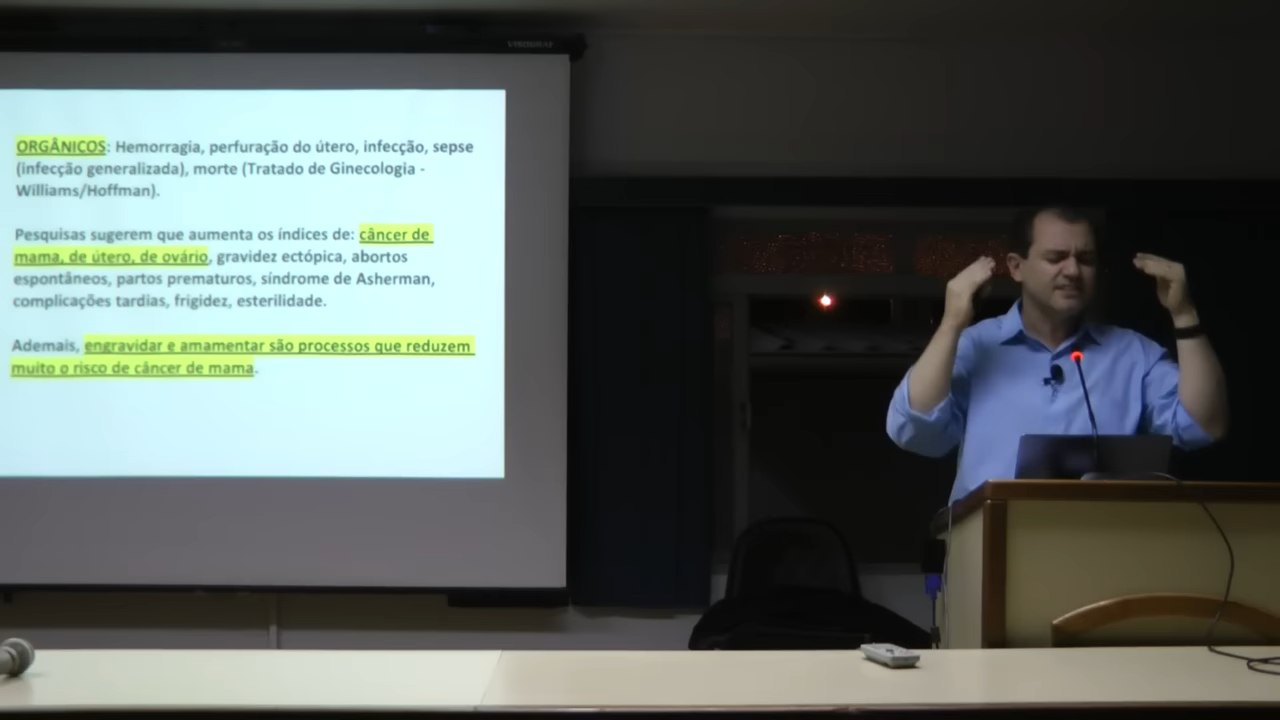 ORGÂNICOS: Hemorragia, perfuração do útero, infecção, sepse
(infecção generalizada), morte (Tratado de Ginecologia -
Williams/Hoffman).
Pesquisas sugerem que aumenta os índices de: câncer de
mama, de útero, de ovário, gravidez ectópica, abortos
espontâneos, partos prematuros, síndrome de Asherman,
complicações tardias, frigidez, esterilidade.
Ademais, engravidar e amamentar são processos que reduzem
muito o risco de câncer de mama.